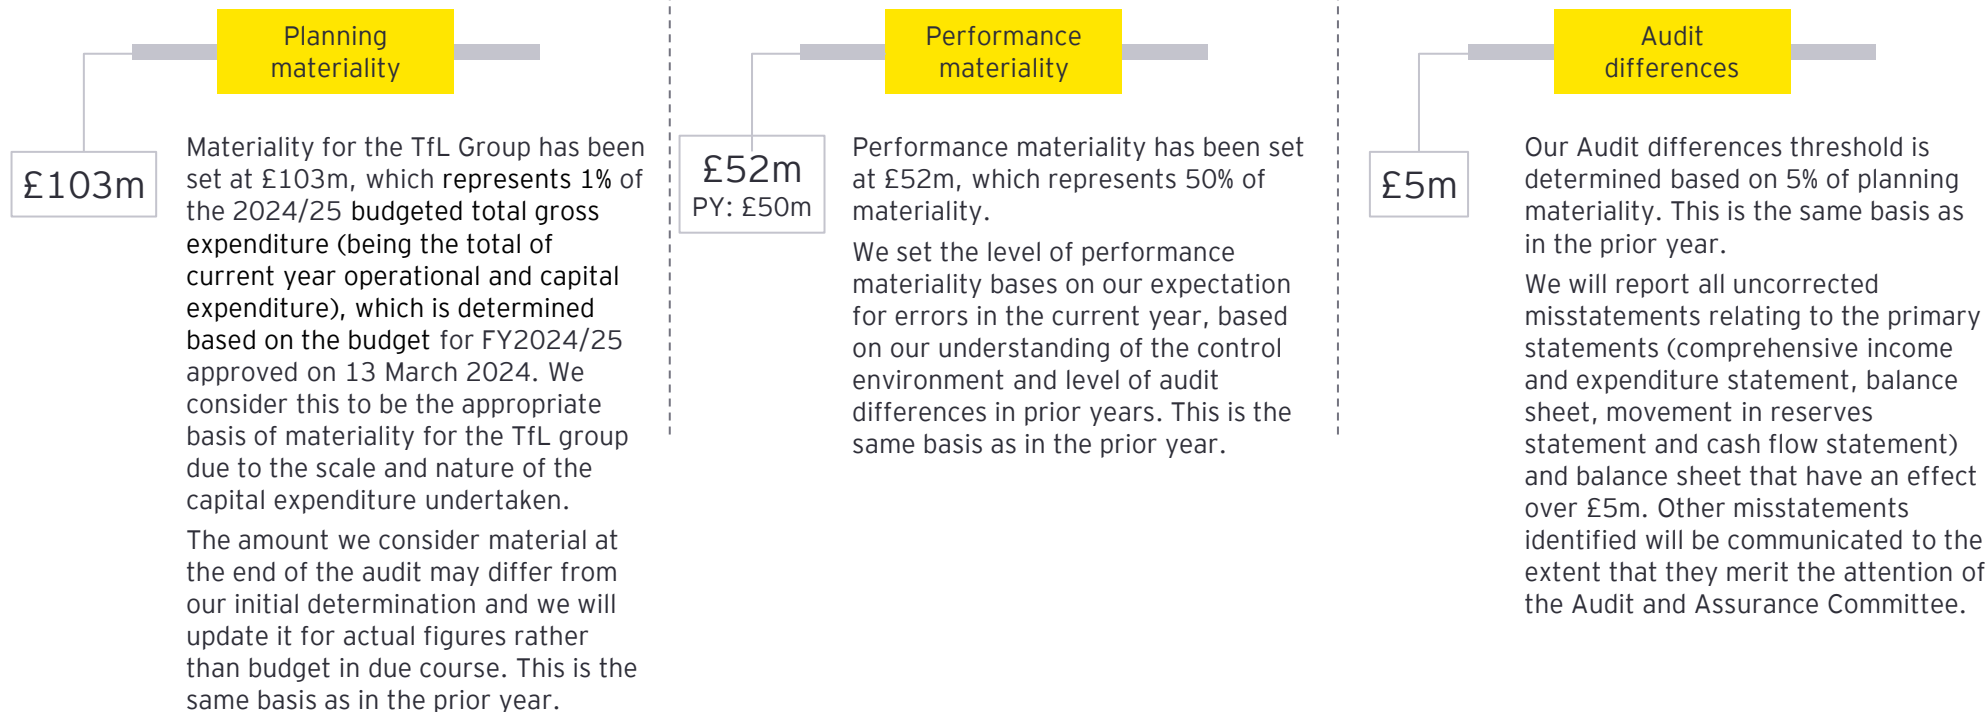 Planning
materiality
£103m
Materiality for the TfL Group has been
set at £103m, which represents 1% of
the 2024/25 budgeted total gross
expenditure (being the total of
current year operational and capital
expenditure), which is determined
based on the budget for FY2024/25
approved on 13 March 2024. We
consider this to be the appropriate
basis of materiality for the TfL group
due to the scale and nature of the
capital expenditure undertaken.
The amount we consider material at
the end of the audit may differ from
our initial determination and we will
update it for actual figures rather
than budget in due course. This is the
same basis as in the prior year.
Performance
materiality
£52m
PY: £50m
Performance materiality has been set
at £52m, which represents 50% of
materiality.
We set the level of performance
materiality bases on our expectation
for errors in the current year, based
on our understanding of the control
environment and level of audit
differences in prior years. This is the
same basis as in the prior year.
Audit
differences
£5m
Our Audit differences threshold is
determined based on 5% of planning
materiality. This is the same basis as
in the prior year.
We will report all uncorrected
misstatements relating to the primary
statements (comprehensive income
and expenditure statement, balance
sheet, movement in reserves
statement and cash flow statement)
and balance sheet that have an effect
over £5m. Other misstatements
identified will be communicated to the
extent that they merit the attention of
the Audit and Assurance Committee.